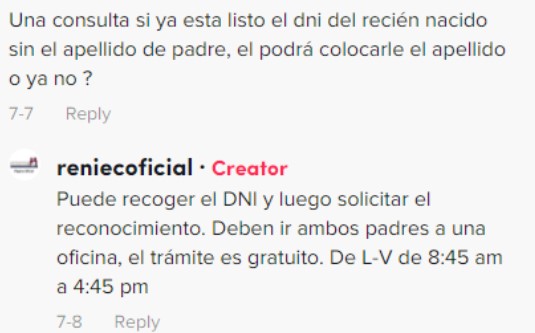 Una consulta si ya esta listo el dni del recién nacido
sin el apellido de padre, el podrá colocarle el apellido
o ya no ?
7-7 Reply
reniecoficial · Creator
Puede recoger el DNI y luego solicitar el
reconocimiento. Deben ir ambos padres a una
oficina, el trámite es gratuito. De L-V de 8:45 am
a 4:45 pm
7-8 Reply